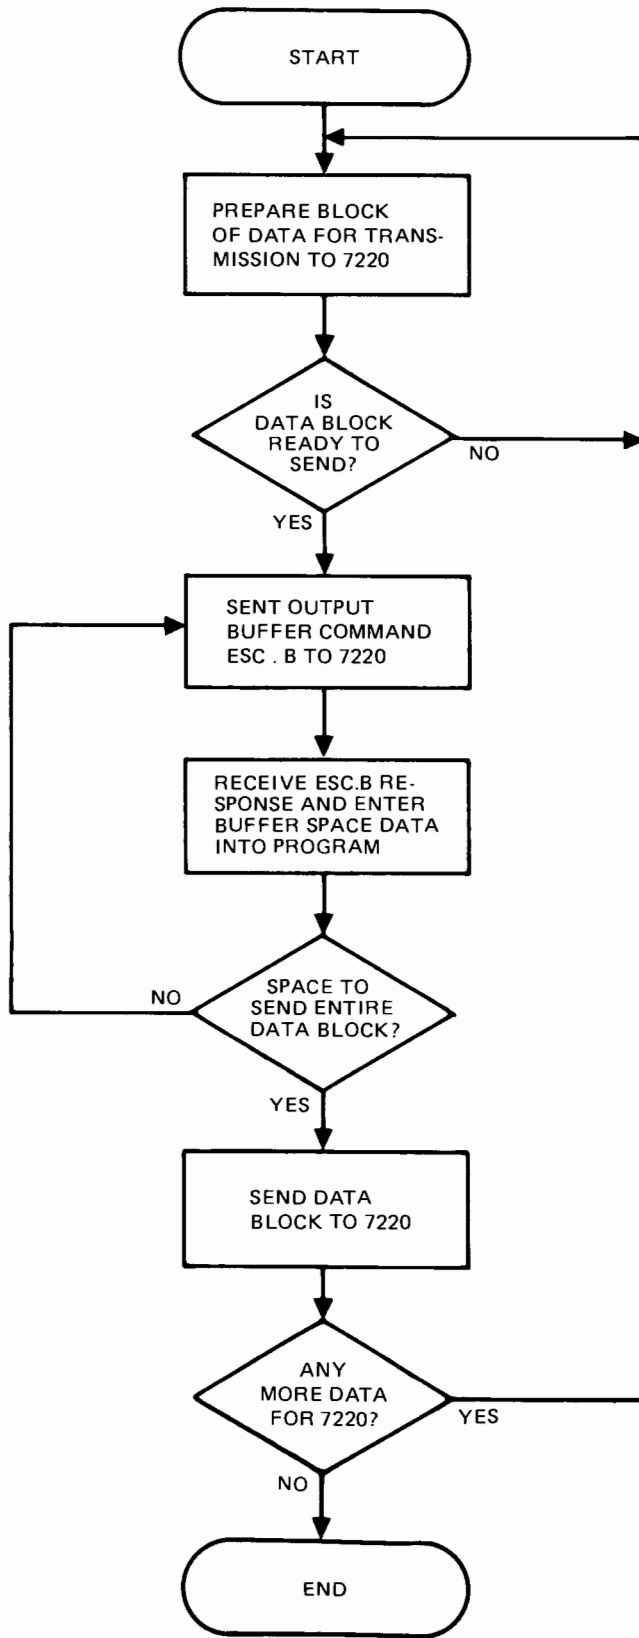 START
PREPARE BLOCK
OF DATA FOR TRANS-
MISSION TO 7220
IS
DATA BLOCK
READY TO
SEND?
NO
YES
SENT OUTPUT
BUFFER COMMAND
ESC . B TO 7220
RECEIVE ESC.B RE-
SPONSE AND ENTER
BUFFER SPACE DATA
INTO PROGRAM
SPACE TO
SEND ENTIRE
DATA BLOCK?
NO
YES
SEND DATA
BLOCK TO 7220
ANY
MORE DATA
FOR 7220?
YES
NO
END